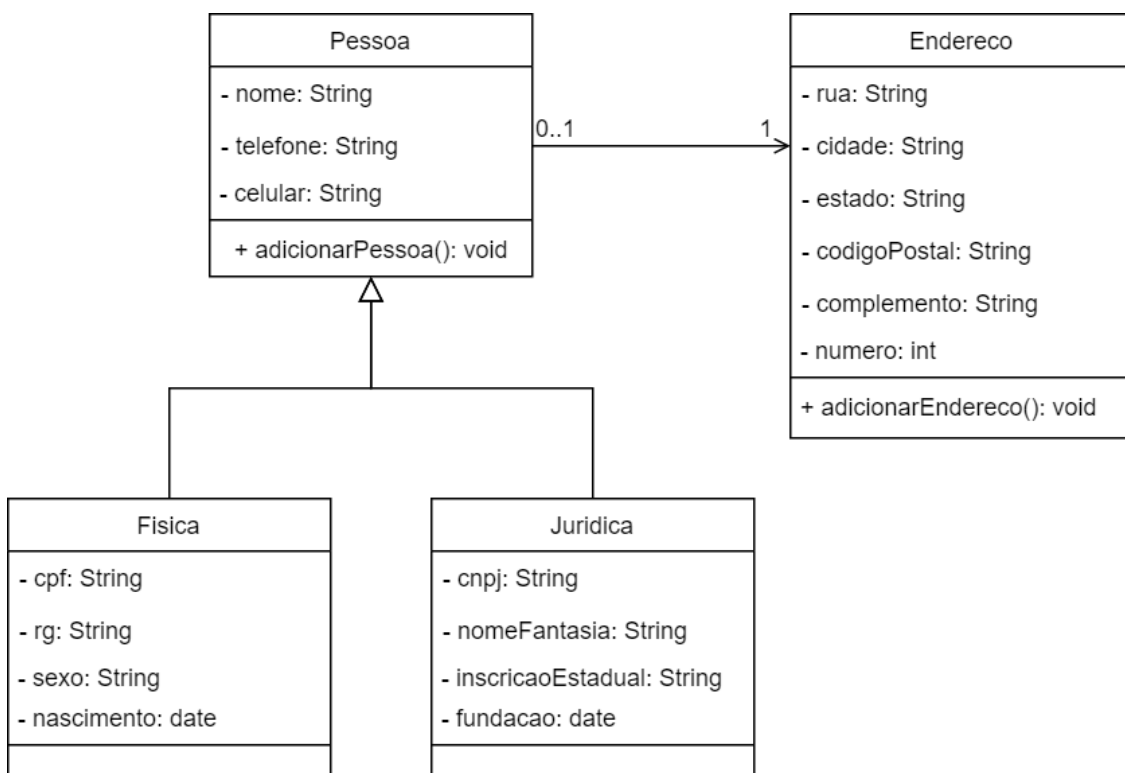 Pessoa
- nome: String
- telefone: String
- celular: String
+ adicionarPessoa(): void
0..1
1
Endereco
- rua: String
- cidade: String
- estado: String
- codigoPostal: String
- complemento: String
- numero: int
+ adicionarEndereco(): void
Fisica
- cpf: String
- rg: String
- sexo: String
- nascimento: date
Juridica
- cnpj: String
- nomeFantasia: String
- inscricaoEstadual: String
- fundacao: date